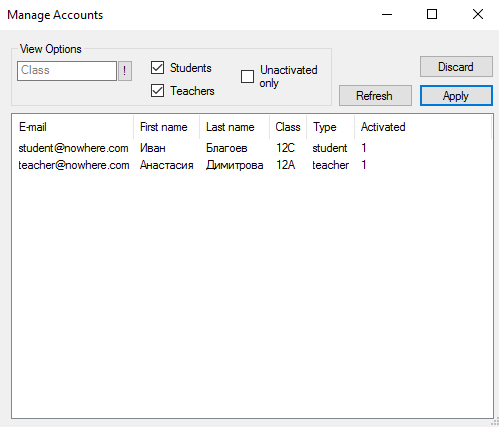 Manage Accounts
View Options
Class
!
Students
Teachers
Unactivated
only
Discard
Refresh
Apply
E-mail First name Last name Class Type Activated
student@nowhere.com Иван Благоев 12C student 1
teacher@nowhere.com Анастасия Димитрова 12A teacher 1